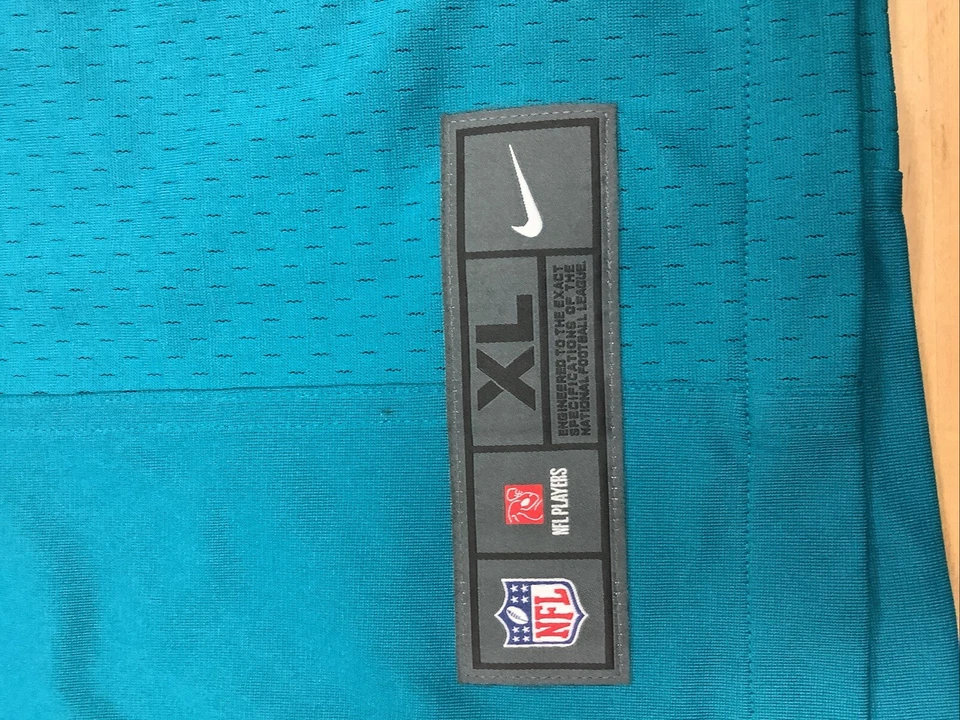 NFL
NFL PLAYERS
XL
ENGINEERED TO THE EXACT
SPECIFICATIONS OF THE
NATIONAL FOOTBALL LEAGUE.